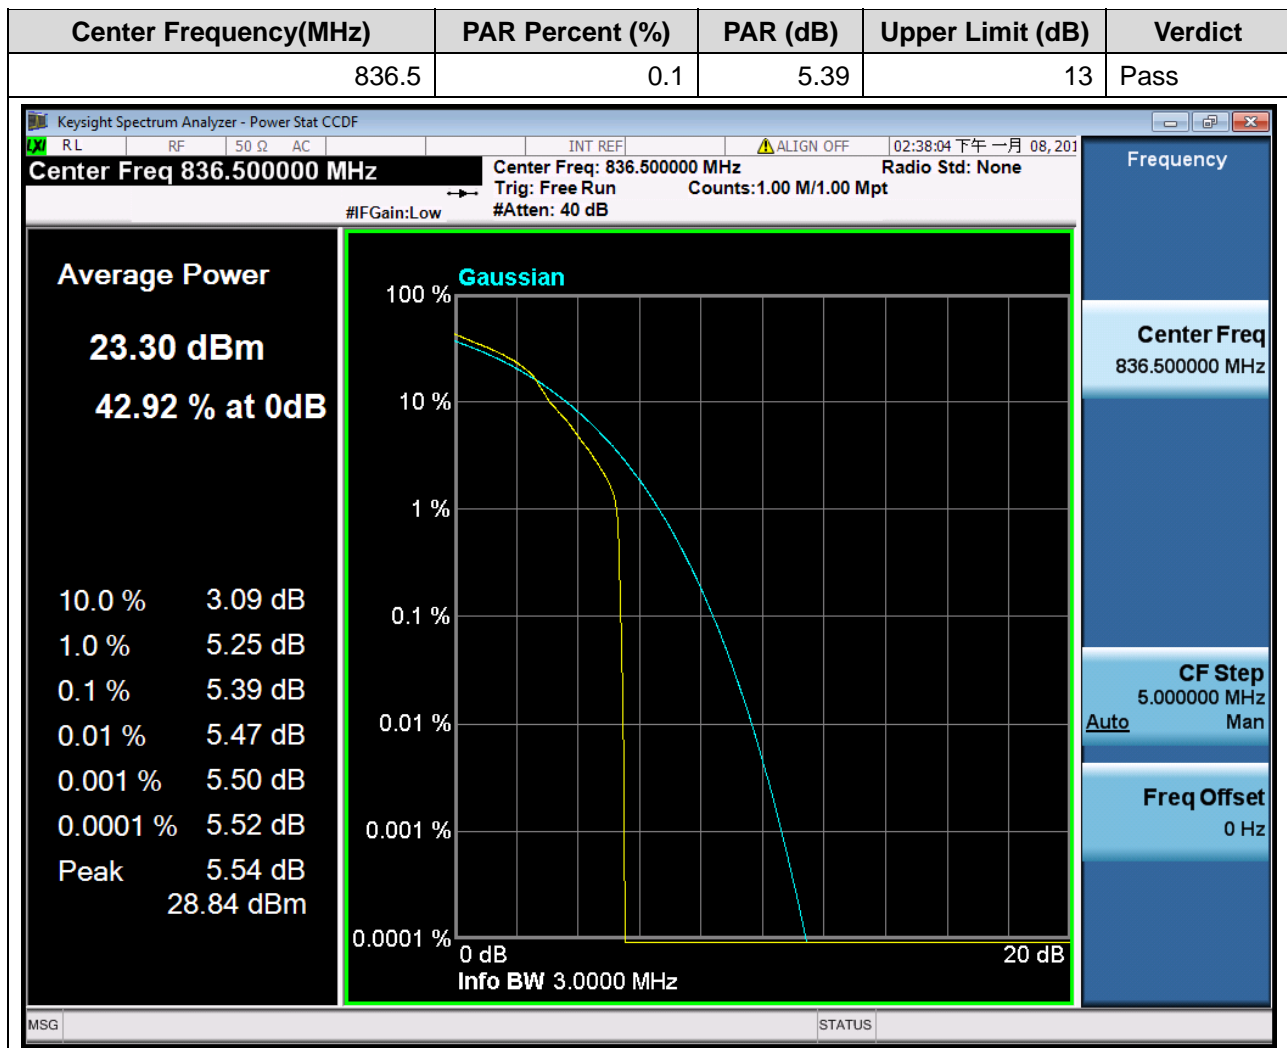 Center Frequency(MHz) PAR Percent (%) PAR (dB) Upper Limit (dB) Verdict
836.5 0.1 5.39 13 Pass
Keysight Spectrum Analyzer - Power Stat CCDF
LXI RL RF 50 Ω AC INT REF ALIGN OFF 02:38:04 下午 一月 08, 201
Center Freq 836.500000 MHz
Center Freq: 836.500000 MHz Radio Std: None
Trig: Free Run Counts:1.00 M/1.00 Mpt
#IFGain:Low #Atten: 40 dB
Frequency
Average Power
23.30 dBm
42.92 % at 0dB
10.0 % 3.09 dB
1.0 % 5.25 dB
0.1 % 5.39 dB
0.01 % 5.47 dB
0.001 % 5.50 dB
0.0001 % 5.52 dB
Peak 5.54 dB
28.84 dBm
Gaussian
100 %
10 %
1 %
0.1 %
0.01 %
0.001 %
0.0001 %
0 dB 20 dB
Info BW 3.0000 MHz
Center Freq
836.500000 MHz
CF Step
5.000000 MHz
Auto Man
Freq Offset
0 Hz
MSG STATUS